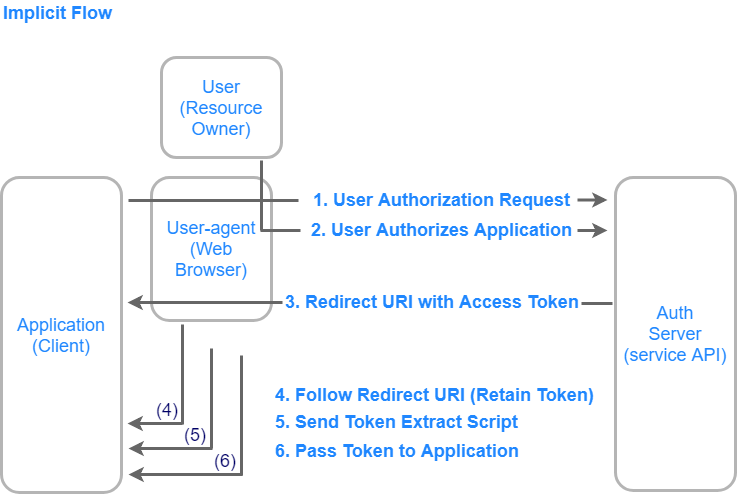 Implicit Flow
User
(Resource
Owner)
1. User Authorization Request
User-agent
(Web
Browser)
2. User Authorizes Application
3. Redirect URI with Access Token
Application
(Client)
Auth
Server
(service API)
4. Follow Redirect URI (Retain Token)
(4)
5. Send Token Extract Script
(5)
6. Pass Token to Application
(6)